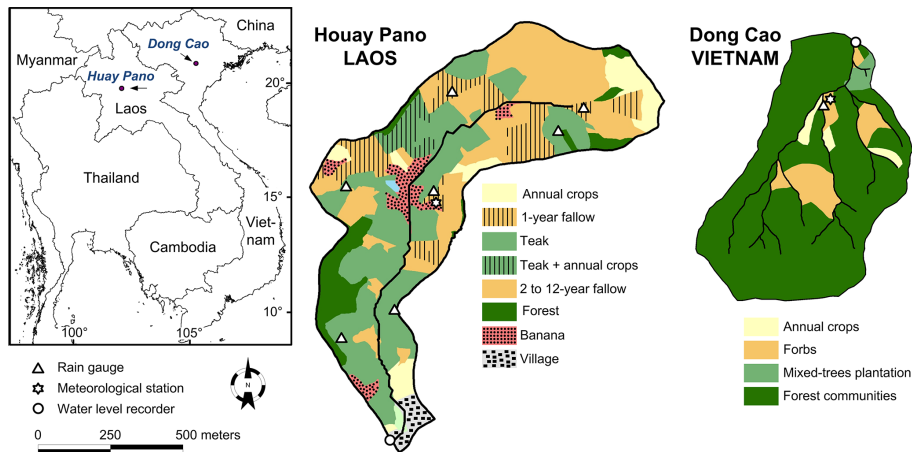 China
Dong Cao
Myanmar
Huay Pano
20°
Laos
Thailand
15°
Viet-
nam
Cambodia
10°
100°
105°
Rain gauge
Meteorological station
Water level recorder
N
0 250 500 meters
Houay Pano
LAOS
Annual crops
1-year fallow
Teak
Teak + annual crops
2 to 12-year fallow
Forest
Banana
Village
Dong Cao
VIETNAM
Annual crops
Forbs
Mixed-trees plantation
Forest communities